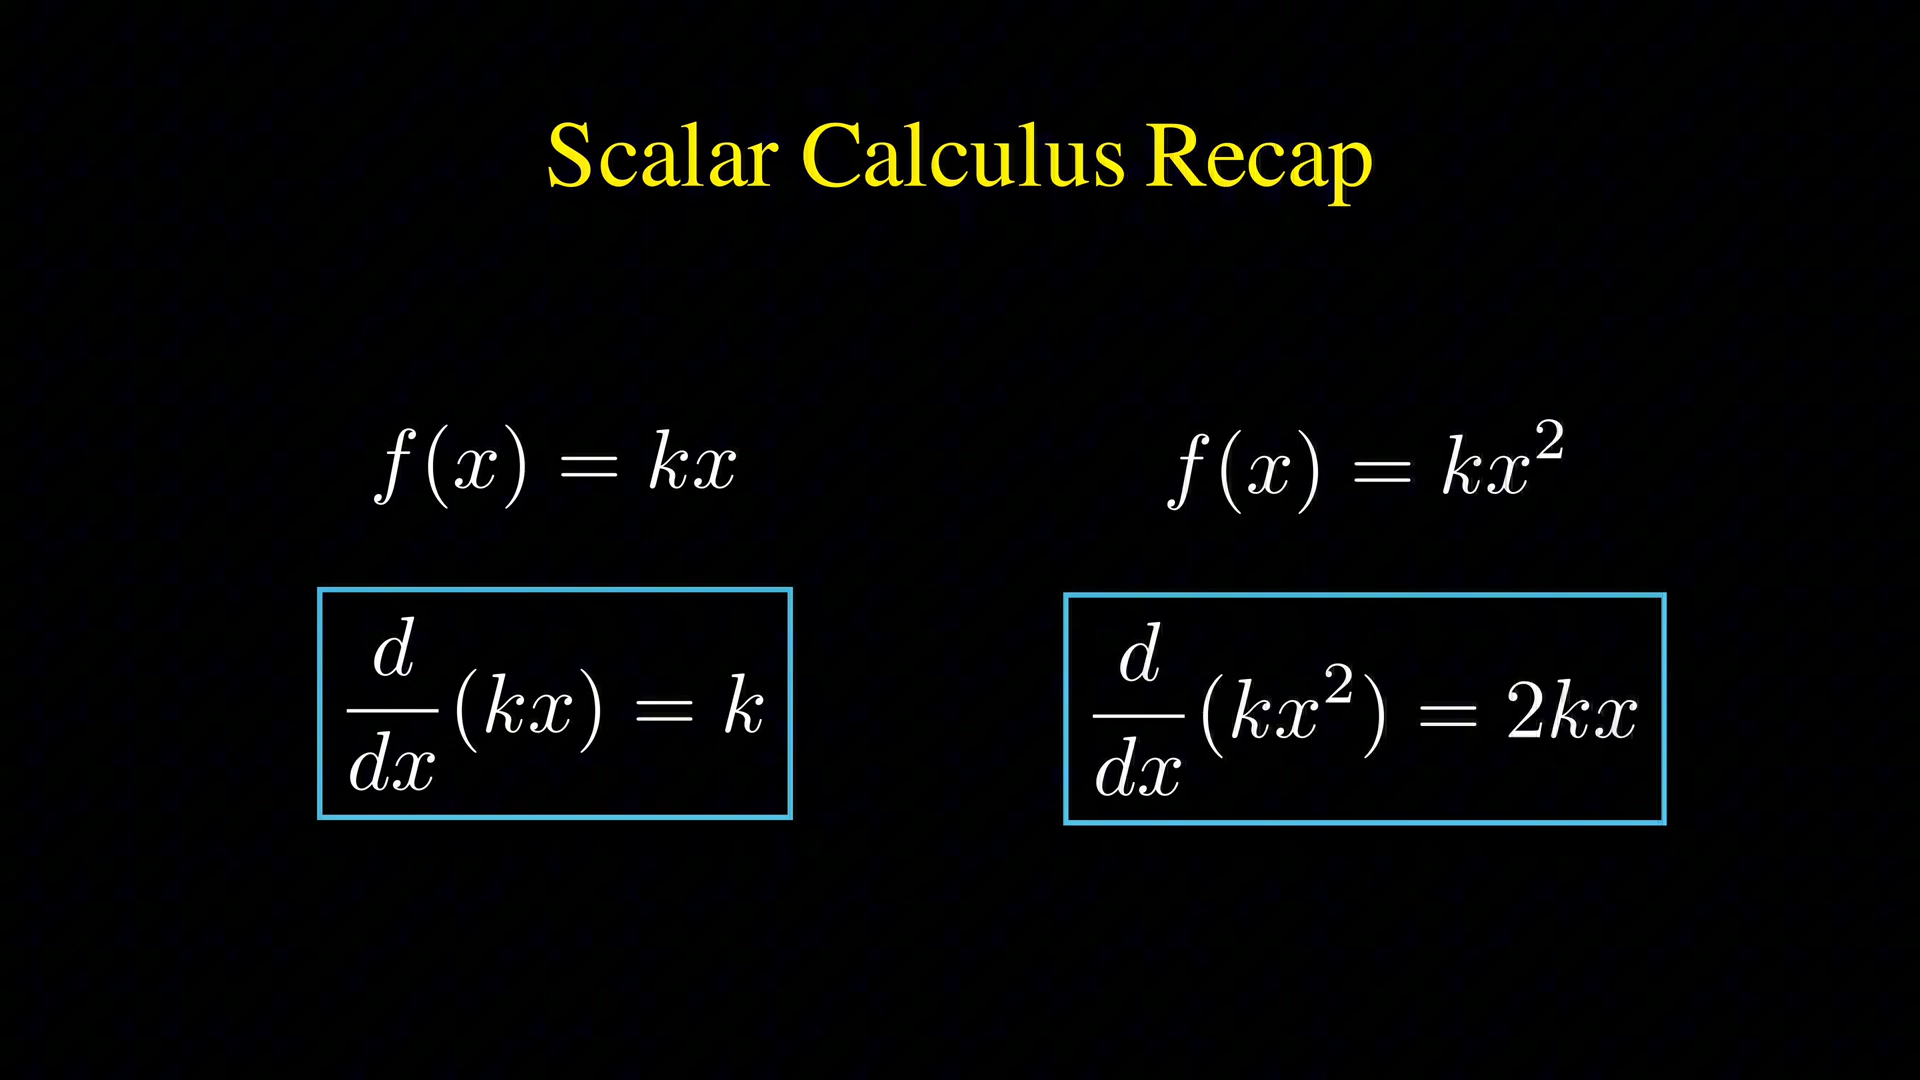 Scalar Calculus Recap
f(x) = kx
f(x) = kx²
d/dx (kx) = k
d/dx (kx²) = 2kx